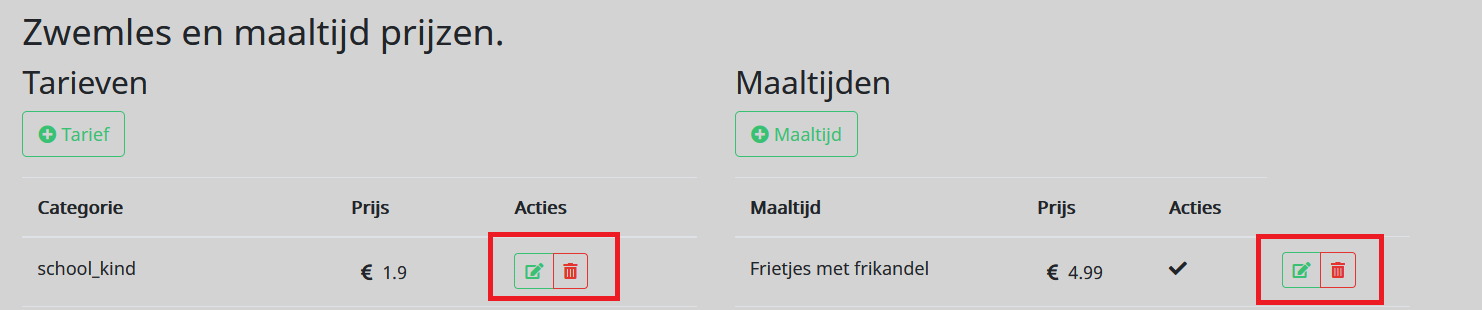 Zwemles en maaltijd prijzen.
Tarieven
Tarief
Categorie Prijs Acties
school_kind € 1.9
Maaltijden
Maaltijd
Maaltijd Prijs Acties
Frietjes met frikandel € 4.99